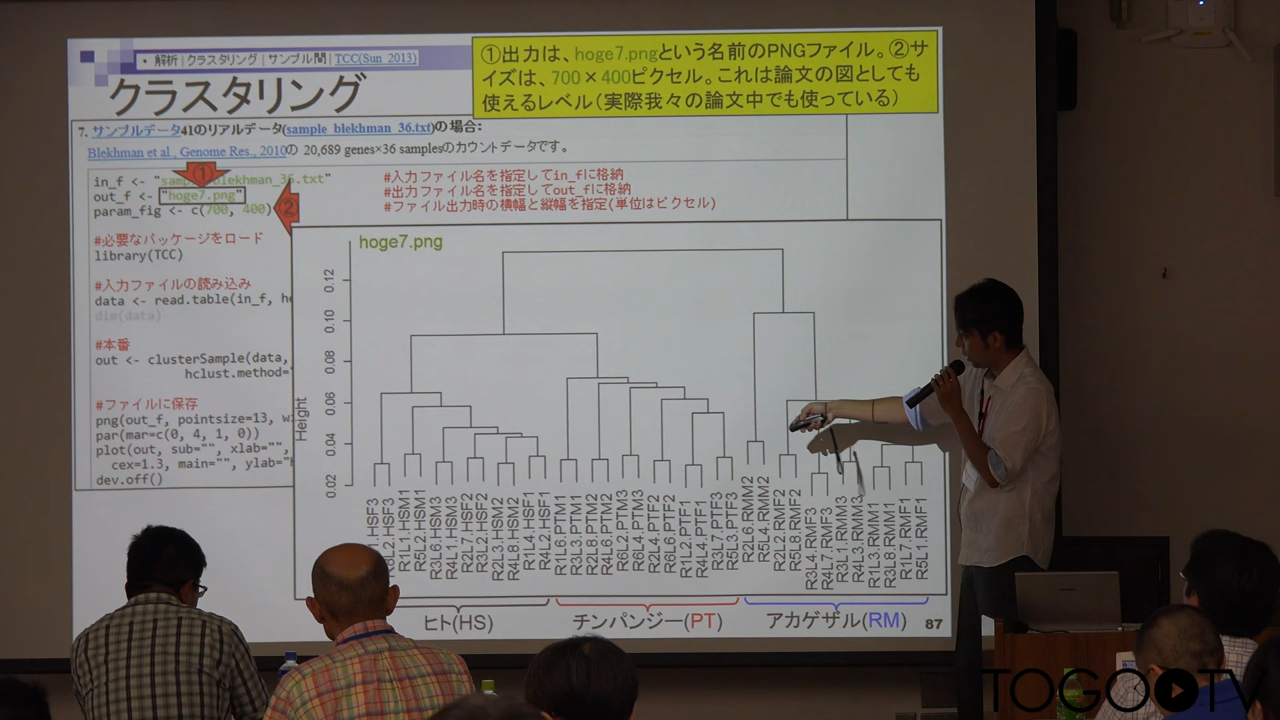 • 解析 | クラスタリング | サンプル間 | TCC(Sun_2013)
クラスタリング
①出力は、hoge7.pngという名前のPNGファイル。②サ
イズは、700×400ピクセル。これは論文の図としても
使えるレベル（実際我々の論文中でも使っている）
7. サンプルデータ41のリアルデータ(sample_blekhman_36.txt)の場合:
Blekhman et al., Genome Res., 2010の 20,689 genes×36 samplesのカウントデータです。
①
in_f <- "sample_blekhman_36.txt" #入力ファイル名を指定してin_fに格納
out_f <- "hoge7.png" #出力ファイル名を指定してout_fに格納
param_fig <- c(700, 400) ② #ファイル出力時の横幅と縦幅を指定(単位はピクセル)
#必要なパッケージをロード
library(TCC)
#入力ファイルの読み込み
data <- read.table(in_f, he
dim(data)
#本番
out <- clusterSample(data,
hclust.method="
#ファイルに保存
png(out_f, pointsize=13, wi
par(mar=c(0, 4, 1, 0))
plot(out, sub="", xlab="",
cex=1.3, main="", ylab="H
dev.off()
hoge7.png
Height
0.12
0.10
0.08
0.06
0.04
0.02
.HSF3
R8L2.HSF3
R1L1.HSM1
R5L2.HSM1
R3L6.HSM3
R4L1.HSM3
R2L7.HSF2
R3L2.HSF2
R2L3.HSM2
R4L8.HSM2
R1L4.HSF1
R4L2.HSF1
R1L6.PTM1
R3L3.PTM1
R2L8.PTM2
R4L6.PTM2
R6L2.PTM3
R6L4.PTM3
R2L4.PTF2
R6L6.PTF2
R1L2.PTF1
R4L4.PTF1
R3L7.PTF3
R5L3.PTF3
R2L6.RMM2
R5L4.RMM2
R2L2.RMF2
R5L8.RMF2
R3L4.RMF3
R4L7.RMF3
R3L1.RMM3
R4L3.RMM3
R1L3.RMM1
R3L8.RMM1
R1L7.RMF1
R5L1.RMF1
ヒト(HS) チンパンジー(PT) アカゲザル(RM) 87
TOGOTV